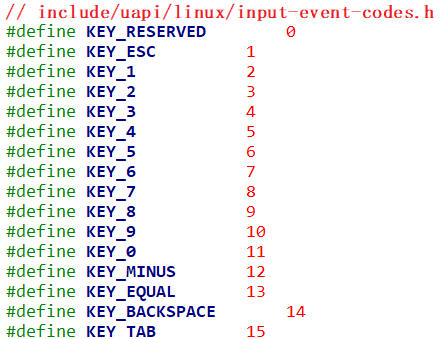 // include/uapi/linux/input-event-codes.h
#define KEY_RESERVED 0
#define KEY_ESC 1
#define KEY_1 2
#define KEY_2 3
#define KEY_3 4
#define KEY_4 5
#define KEY_5 6
#define KEY_6 7
#define KEY_7 8
#define KEY_8 9
#define KEY_9 10
#define KEY_0 11
#define KEY_MINUS 12
#define KEY_EQUAL 13
#define KEY_BACKSPACE 14
#define KEY_TAB 15